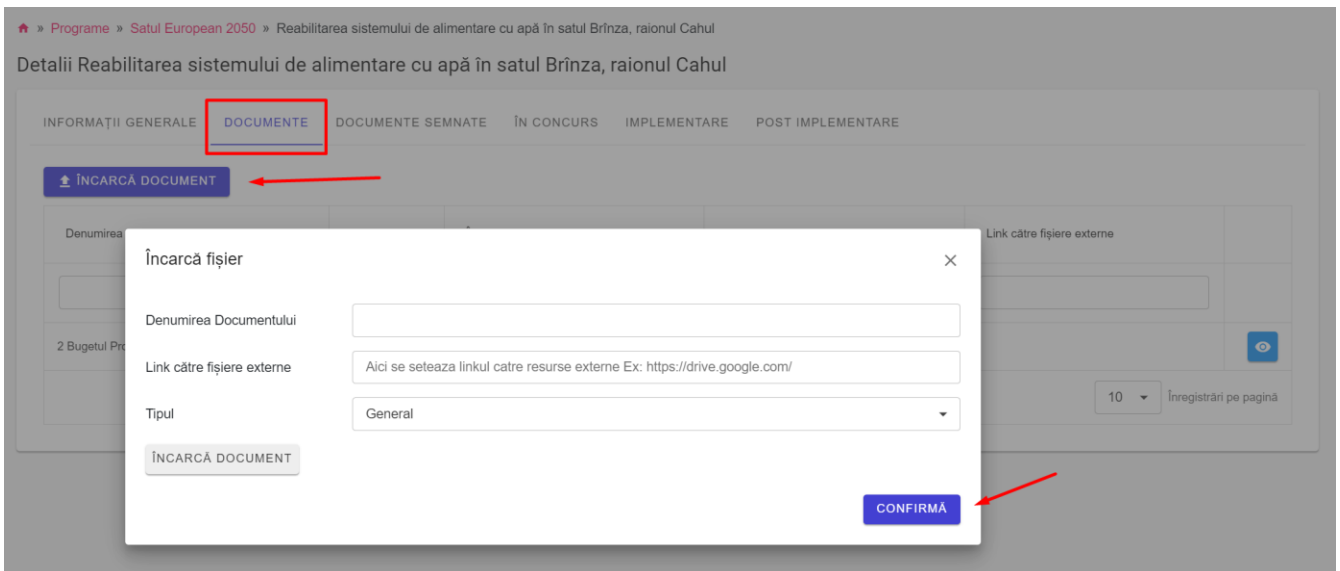 » Programe » Satul European 2050 » Reabilitarea sistemului de alimentare cu apă în satul Brînza, raionul Cahul
Detalii Reabilitarea sistemului de alimentare cu apă în satul Brînza, raionul Cahul
INFORMAȚII GENERALE DOCUMENTE DOCUMENTE SEMNATE ÎN CONCURS IMPLEMENTARE POST IMPLEMENTARE
ÎNCARCĂ DOCUMENT
Denumirea Link către fișiere externe
Încarcă fișier
Denumirea Documentului
2 Bugetul
Link către fișiere externe Aici se seteaza linkul catre resurse externe Ex: https://drive.google.com/
Tipul General
10 Înregistrări pe pagină
ÎNCARCĂ DOCUMENT
CONFIRMĂ